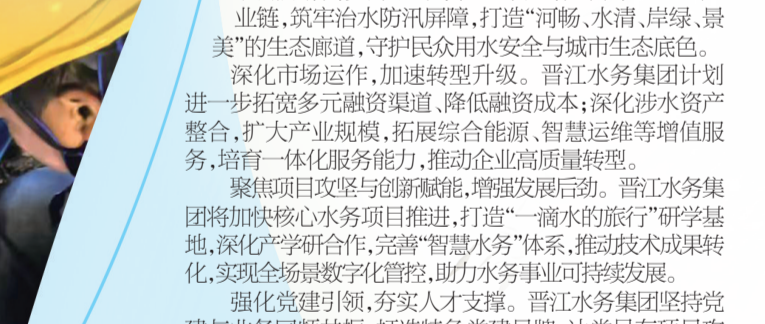 业链，筑牢治水防汛屏障，打造“河畅、水清、岸绿、景
美”的生态廊道，守护民众用水安全与城市生态底色。
深化市场运作，加速转型升级。晋江水务集团计划
进一步拓宽多元融资渠道、降低融资成本；深化涉水资产
整合，扩大产业规模，拓展综合能源、智慧运维等增值服
务，培育一体化服务能力，推动企业高质量转型。
聚焦项目攻坚与创新赋能，增强发展后劲。晋江水务集
团将加快核心水务项目推进，打造“一滴水的旅行”研学基
地，深化产学研合作，完善“智慧水务”体系，推动技术成果转
化，实现全场景数字化管控，助力水务事业可持续发展。
强化党建引领，夯实人才支撑。晋江水务集团坚持党